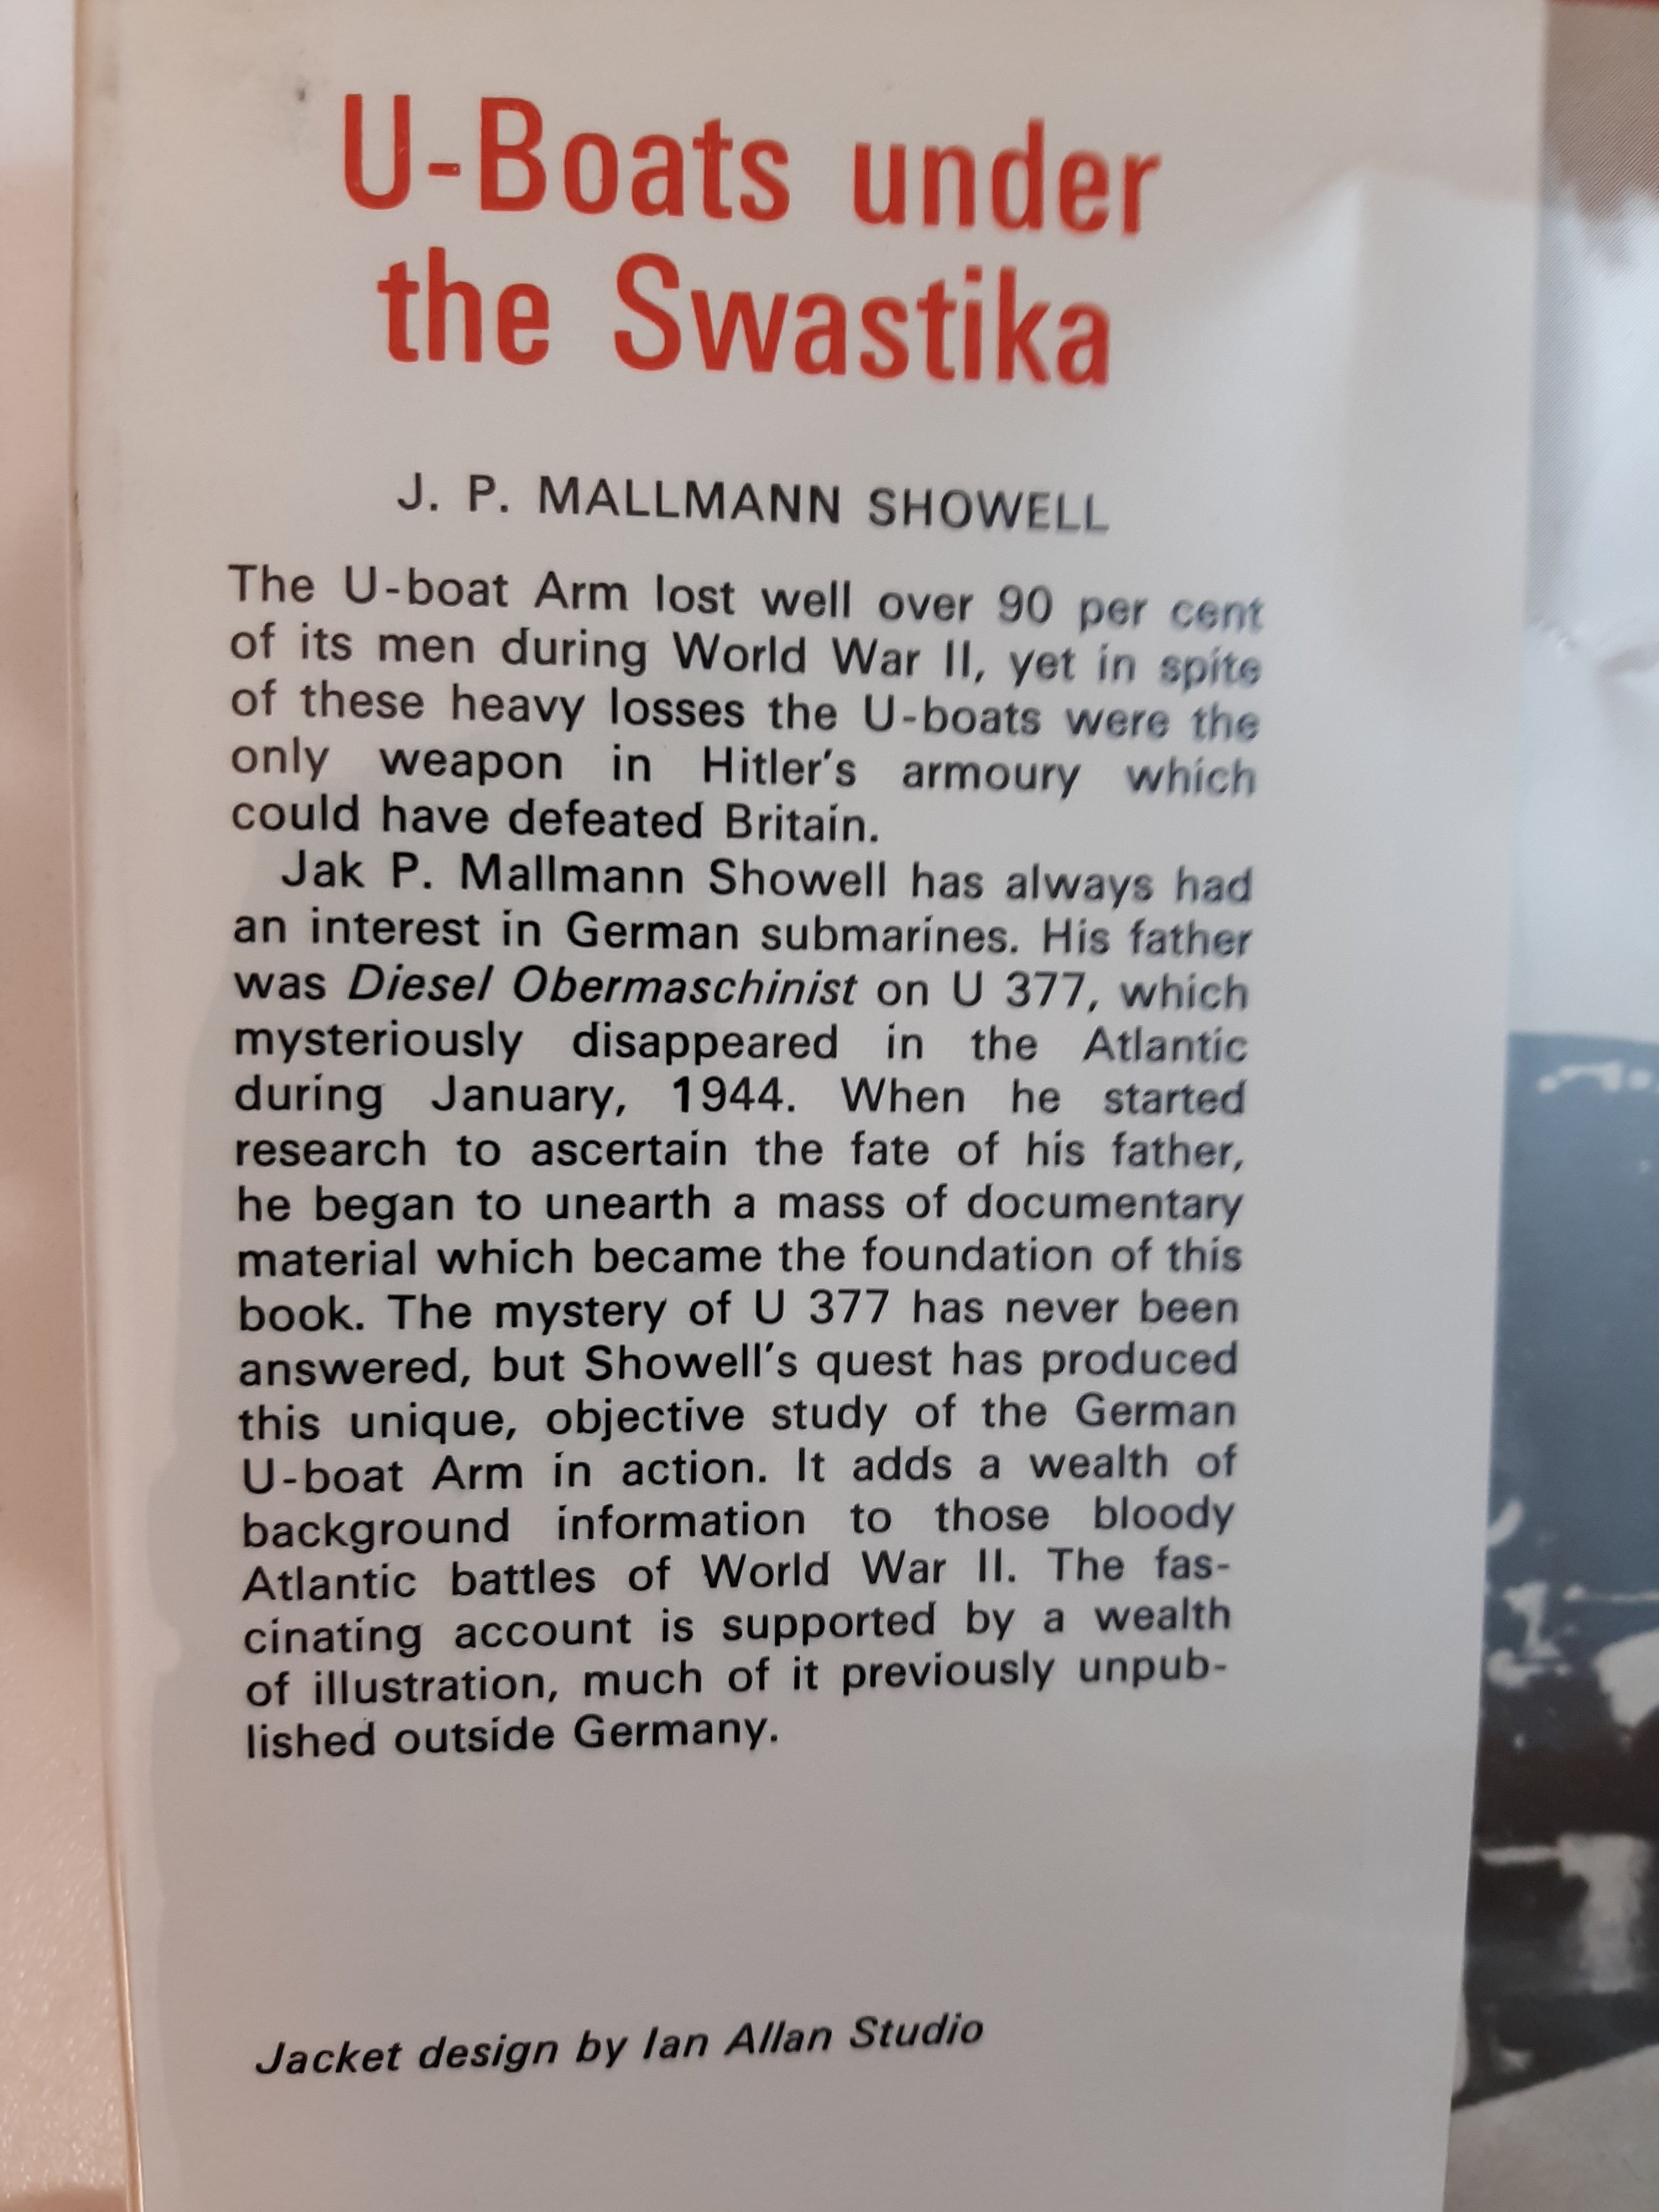 U-Boats under
the Swastika
J. P. MALLMANN SHOWELL
The U-boat Arm lost well over 90 per cent
of its men during World War II, yet in spite
of these heavy losses the U-boats were the
only weapon in Hitler's armoury which
could have defeated Britain.
Jak P. Mallmann Showell has always had
an interest in German submarines. His father
was Diesel Obermaschinist on U 377, which
mysteriously disappeared in the Atlantic
during January, 1944. When he started
research to ascertain the fate of his father,
he began to unearth a mass of documentary
material which became the foundation of this
book. The mystery of U 377 has never been
answered, but Showell's quest has produced
this unique, objective study of the German
U-boat Arm in action. It adds a wealth of
background information to those bloody
Atlantic battles of World War II. The fas-
cinating account is supported by a wealth
of illustration, much of it previously unpub-
lished outside Germany.
Jacket design by Ian Allan Studio